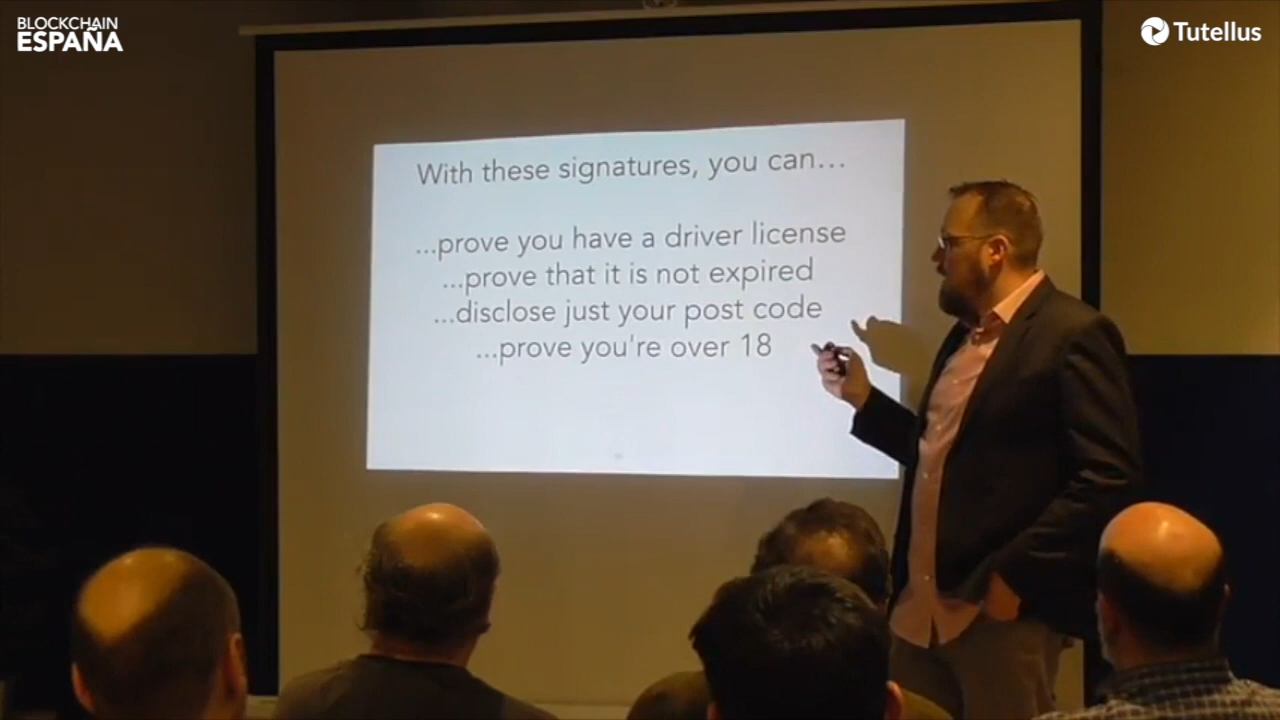 BLOCKCHAIN
ESPAÑA
Tutellus
With these signatures, you can...
...prove you have a driver license
...prove that it is not expired
...disclose just your post code
...prove you're over 18